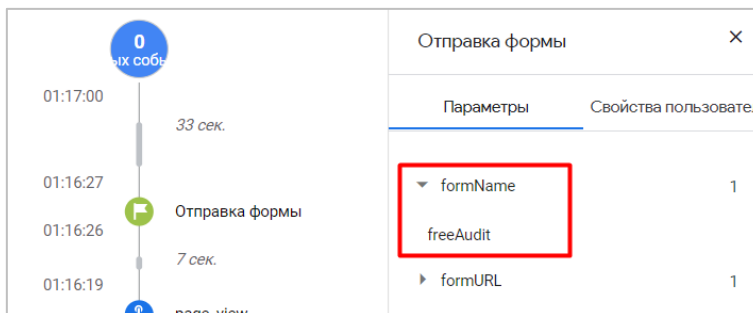 0
ых собы
01:17:00
33 сек.
01:16:27
Отправка формы
01:16:26
7 сек.
01:16:19
page_view
Отправка формы
Параметры
Свойства пользовате
formName
1
freeAudit
formURL
1